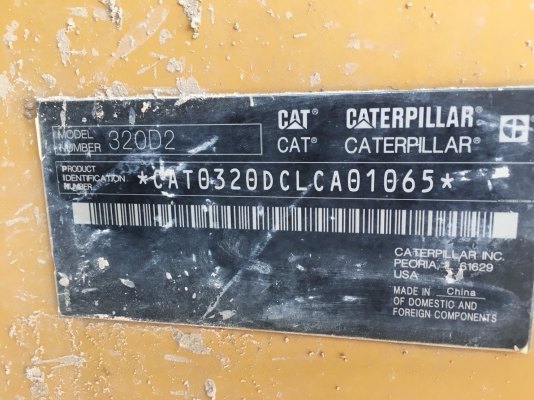 CAT® CATERPILLAR®
CAT® CATERPILLAR®
MODEL NUMBER 320D2
PRODUCT IDENTIFICATION NUMBER *CAT0320DCLCA01065*
CATERPILLAR INC.
PEORIA, 61629
USA
MADE IN China
OF DOMESTIC AND
FOREIGN COMPONENTS